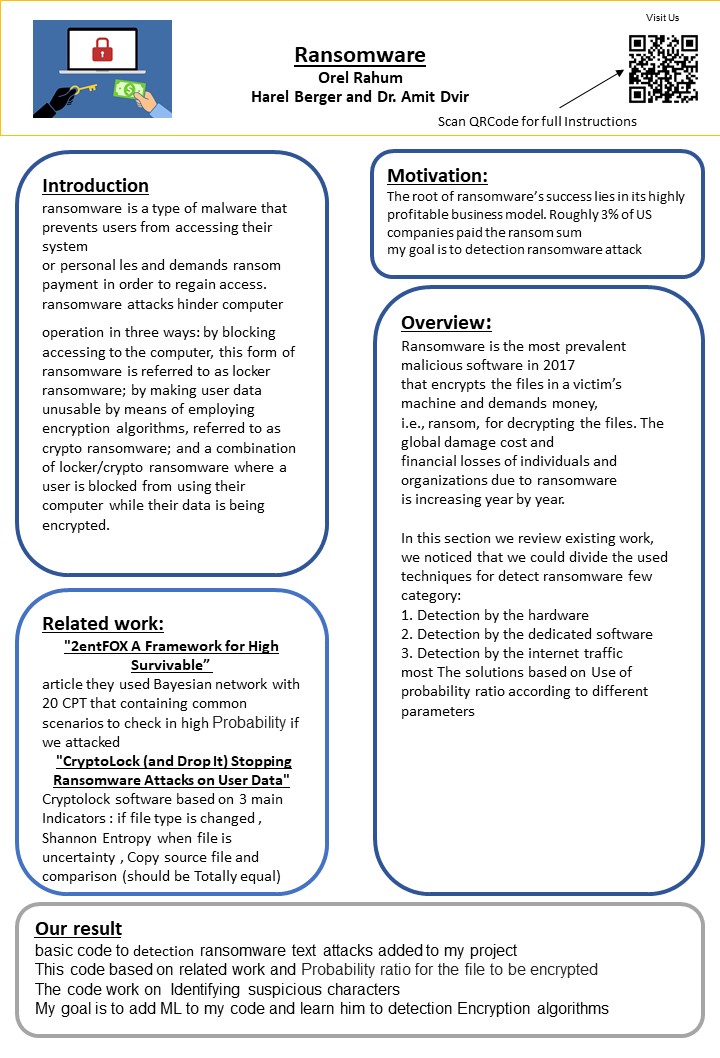 Visit Us
Ransomware
Orel Rahum
Harel Berger and Dr. Amit Dvir
Scan QRCode for full Instructions
Introduction
ransomware is a type of malware that
prevents users from accessing their
system
or personal les and demands ransom
payment in order to regain access.
ransomware attacks hinder computer
operation in three ways: by blocking
accessing to the computer, this form of
ransomware is referred to as locker
ransomware; by making user data
unusable by means of employing
encryption algorithms, referred to as
crypto ransomware; and a combination
of locker/crypto ransomware where a
user is blocked from using their
computer while their data is being
encrypted.
Related work:
"2entFOX A Framework for High
Survivable”
article they used Bayesian network with
20 CPT that containing common
scenarios to check in high Probability if
we attacked
"CryptoLock (and Drop It) Stopping
Ransomware Attacks on User Data"
Cryptolock software based on 3 main
Indicators : if file type is changed ,
Shannon Entropy when file is
uncertainty , Copy source file and
comparison (should be Totally equal)
Motivation:
The root of ransomware’s success lies in its highly
profitable business model. Roughly 3% of US
companies paid the ransom sum
my goal is to detection ransomware attack
Overview:
Ransomware is the most prevalent
malicious software in 2017
that encrypts the files in a victim’s
machine and demands money,
i.e., ransom, for decrypting the files. The
global damage cost and
financial losses of individuals and
organizations due to ransomware
is increasing year by year.
In this section we review existing work,
we noticed that we could divide the used
techniques for detect ransomware few
category:
1. Detection by the hardware
2. Detection by the dedicated software
3. Detection by the internet traffic
most The solutions based on Use of
probability ratio according to different
parameters
Our result
basic code to detection ransomware text attacks added to my project
This code based on related work and Probability ratio for the file to be encrypted
The code work on Identifying suspicious characters
My goal is to add ML to my code and learn him to detection Encryption algorithms